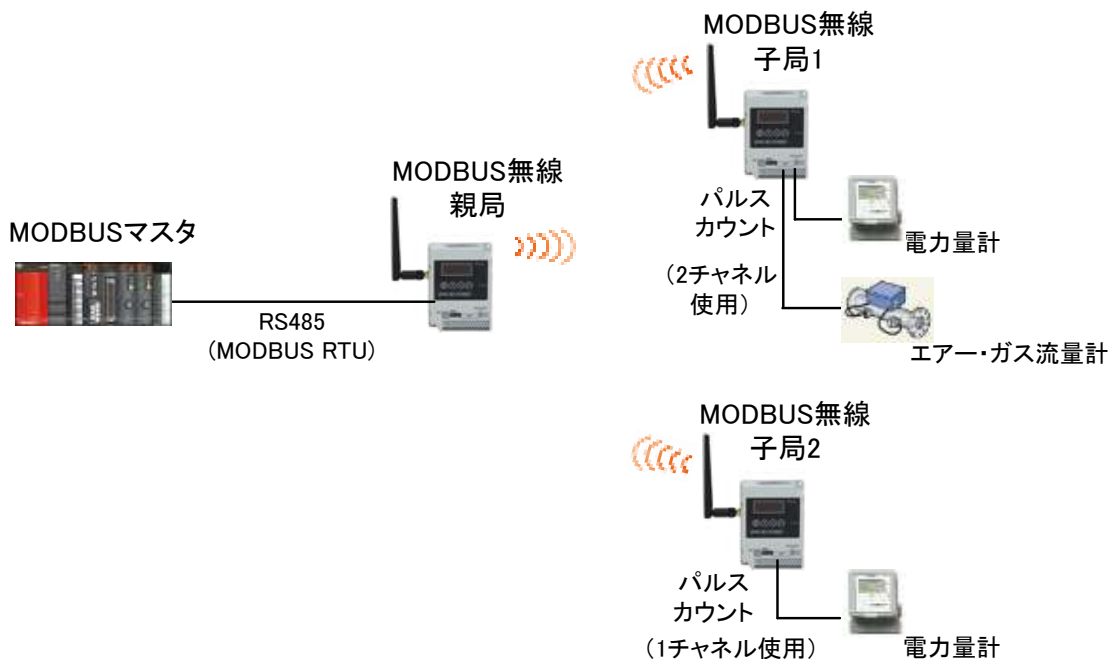 MODBUSマスタ
RS485
(MODBUS RTU)
MODBUS無線
親局
MODBUS無線
子局1
パルス
カウント
(2チャネル
使用)
電力量計
エアー・ガス流量計
MODBUS無線
子局2
パルス
カウント
(1チャネル使用)
電力量計